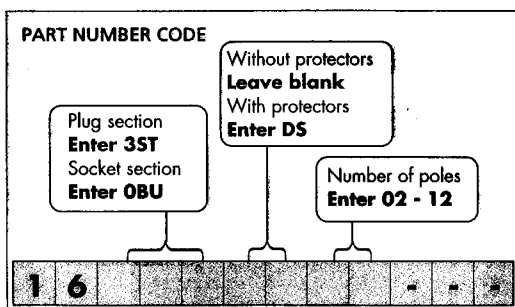 PART NUMBER CODE
Without protectors
Leave blank
With protectors
Enter DS
Plug section
Enter 3ST
Socket section
Enter 0BU
Number of poles
Enter 02 - 12
1 6 - - -